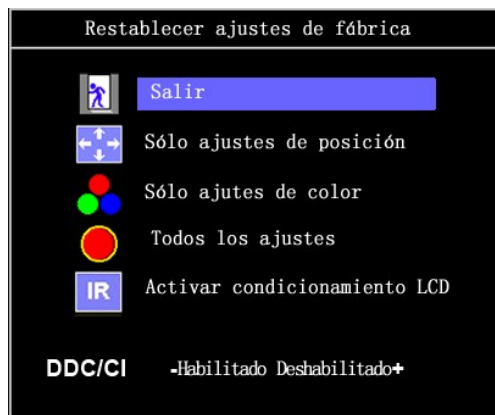 Restablecer ajustes de fábrica
Salir
Sólo ajustes de posición
Sólo ajutes de color
Todos los ajustes
IR Activar condicionamiento LCD
DDC/CI -Habilitado Deshabilitado+